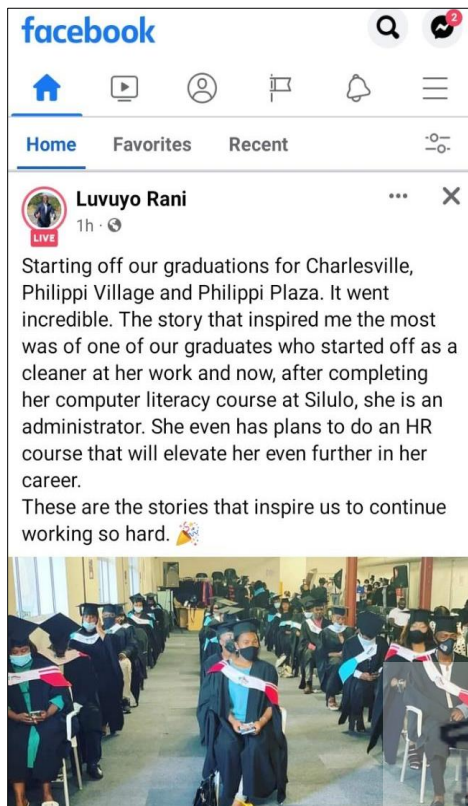 facebook
2
Home Favorites Recent
Luvuyo Rani
LIVE
1h ·
Starting off our graduations for Charlesville,
Philippi Village and Philippi Plaza. It went
incredible. The story that inspired me the most
was of one of our graduates who started off as a
cleaner at her work and now, after completing
her computer literacy course at Silulo, she is an
administrator. She even has plans to do an HR
course that will elevate her even further in her
career.
These are the stories that inspire us to continue
working so hard. 🎉